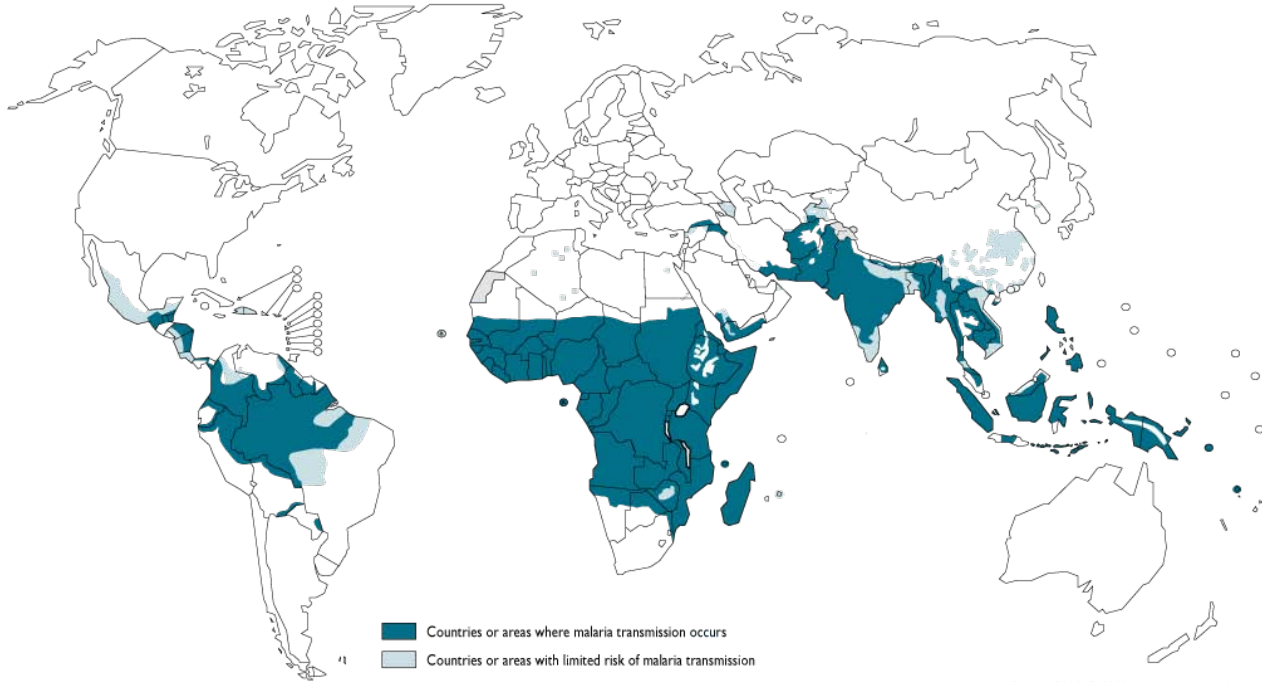 Countries or areas where malaria transmission occurs
Countries or areas with limited risk of malaria transmission